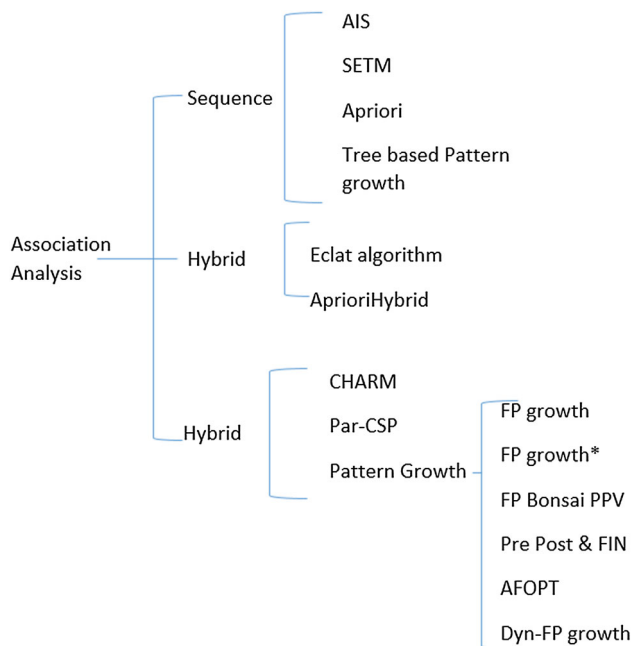 Association
Analysis
Sequence
AIS
SETM
Apriori
Tree based Pattern
growth
Hybrid
Eclat algorithm
AprioriHybrid
Hybrid
CHARM
Par-CSP
Pattern Growth
FP growth
FP growth*
FP Bonsai PPV
Pre Post & FIN
AFOPT
Dyn-FP growth